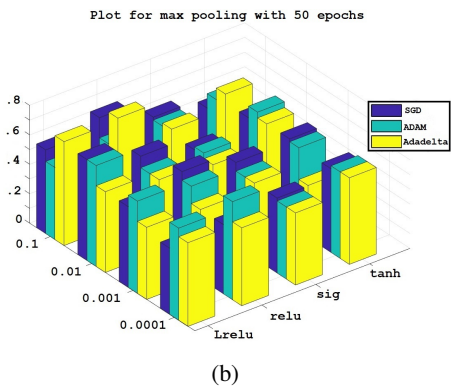 Plot for max pooling with 50 epochs
.8
.6
.4
.2
0
0.1
0.01
0.001
0.0001
Lrelu
relu
sig
tanh
SGD
ADAM
Adadelta
(b)